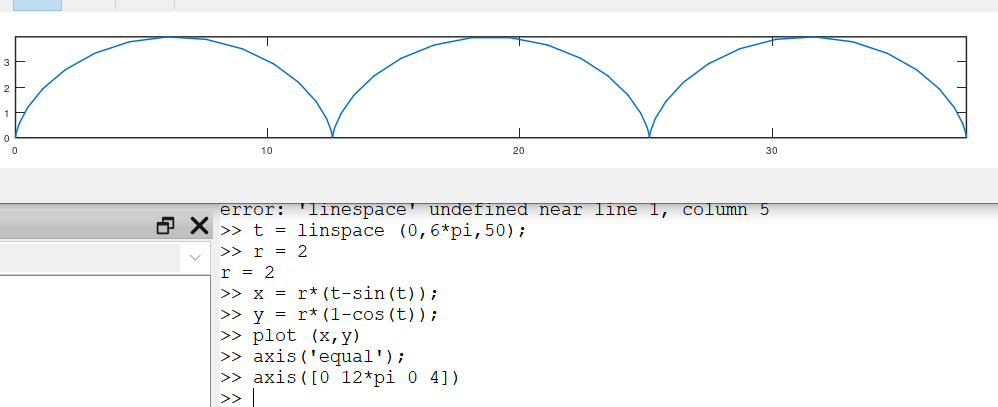 3
2
1
0
0 10 20 30
error: 'linespace' undefined near line 1, column 5
>> t = linspace (0,6*pi,50);
>> r = 2
r = 2
>> x = r*(t-sin(t));
>> y = r*(1-cos(t));
>> plot (x,y)
>> axis('equal');
>> axis([0 12*pi 0 4])
>>